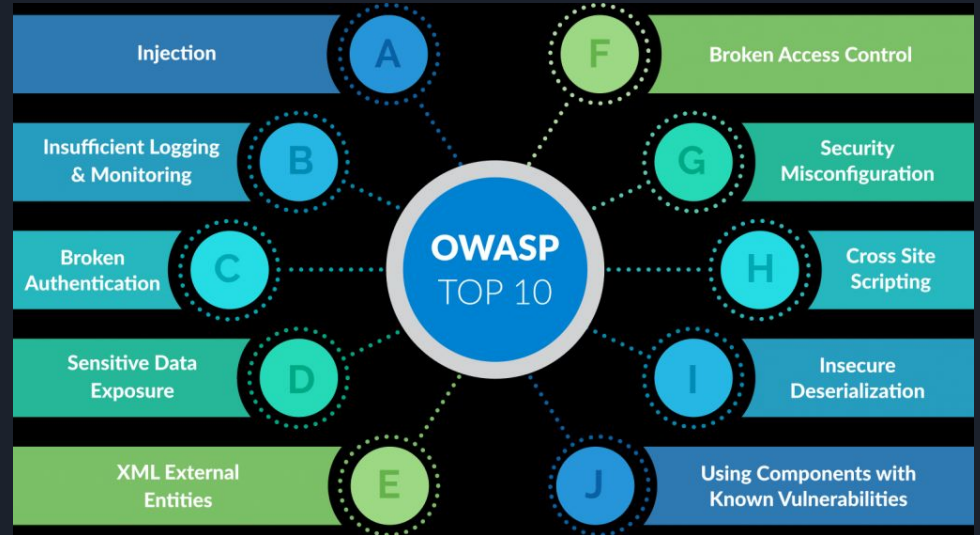 Injection
A
Insufficient Logging
& Monitoring
B
Broken
Authentication
C
Sensitive Data
Exposure
D
XML External
Entities
E
OWASP
TOP 10
F
Broken Access Control
G
Security
Misconfiguration
H
Cross Site
Scripting
I
Insecure
Deserialization
J
Using Components with
Known Vulnerabilities